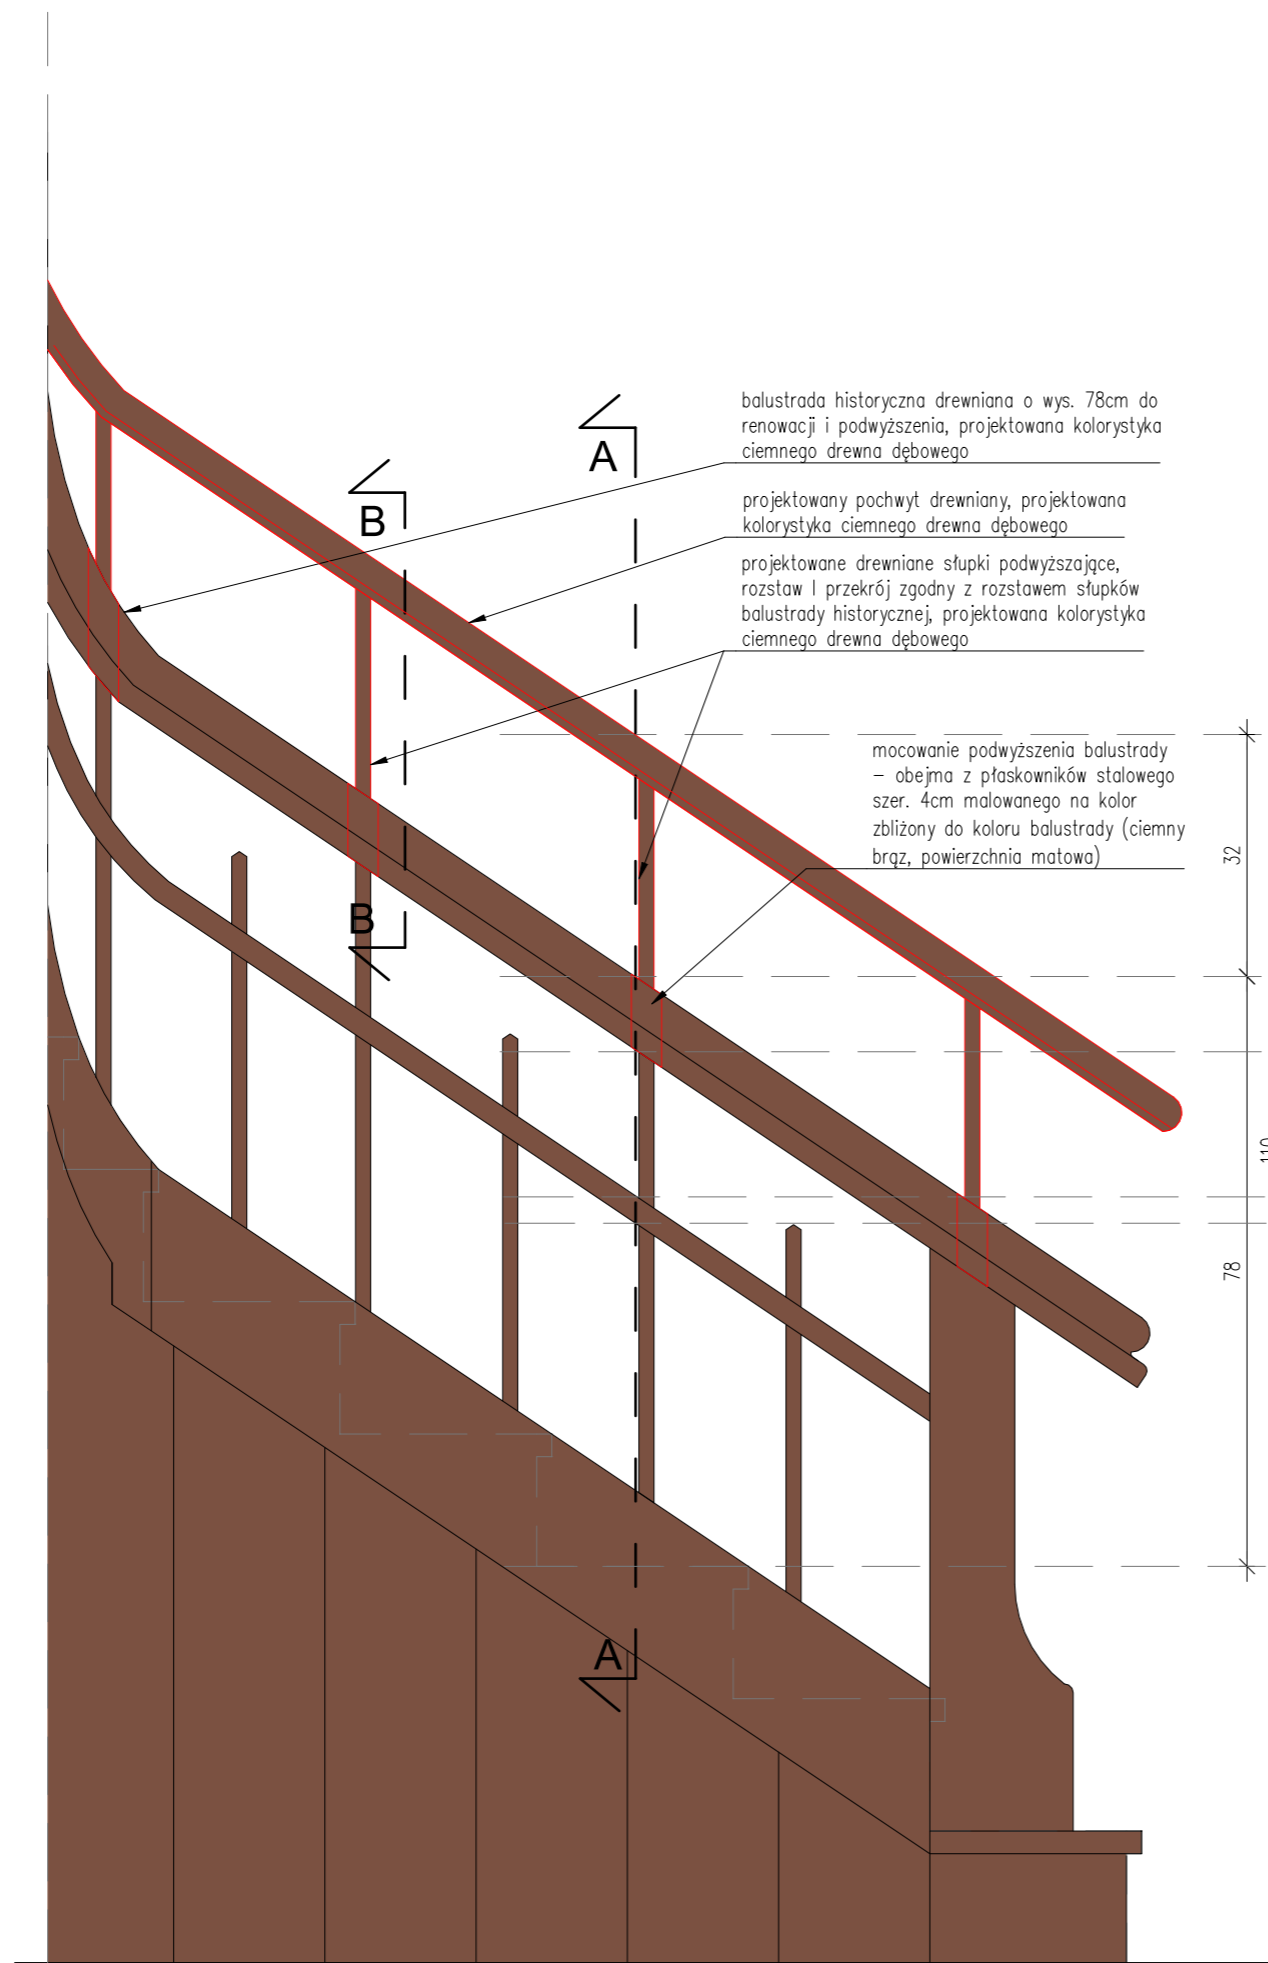 balustrada historyczna drewniana o wys. 78cm do
renowacji i podwyższenia, projektowana kolorystyka
ciemnego drewna dębowego
A
B
projektowany pochwyt drewniany, projektowana
kolorystyka ciemnego drewna dębowego
projektowane drewniane słupki podwyższające,
rozstaw I przekrój zgodny z rozstawem słupków
balustrady historycznej, projektowana kolorystyka
ciemnego drewna dębowego
mocowanie podwyższenia balustrady
– obejma z płaskowników stalowego
szer. 4cm malowanego na kolor
zbliżony do koloru balustrady (ciemny
brąz, powierzchnia matowa)
32
B
110
78
A